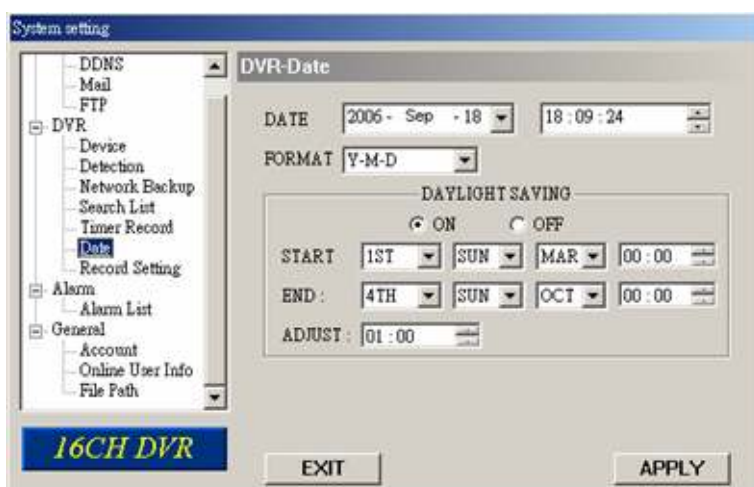 System setting
DDNS
Mail
FTP
DVR
Device
Detection
Network Backup
Search List
Timer Record
Date
Record Setting
Alarm
Alarm List
General
Account
Online User Info
File Path
16CH DVR
DVR-Date
DATE 2006 - Sep - 18 18 : 09 : 24
FORMAT Y-M-D
DAYLIGHT SAVING
ON OFF
START 1ST SUN MAR 00 : 00
END : 4TH SUN OCT 00 : 00
ADJUST : 01 : 00
EXIT APPLY